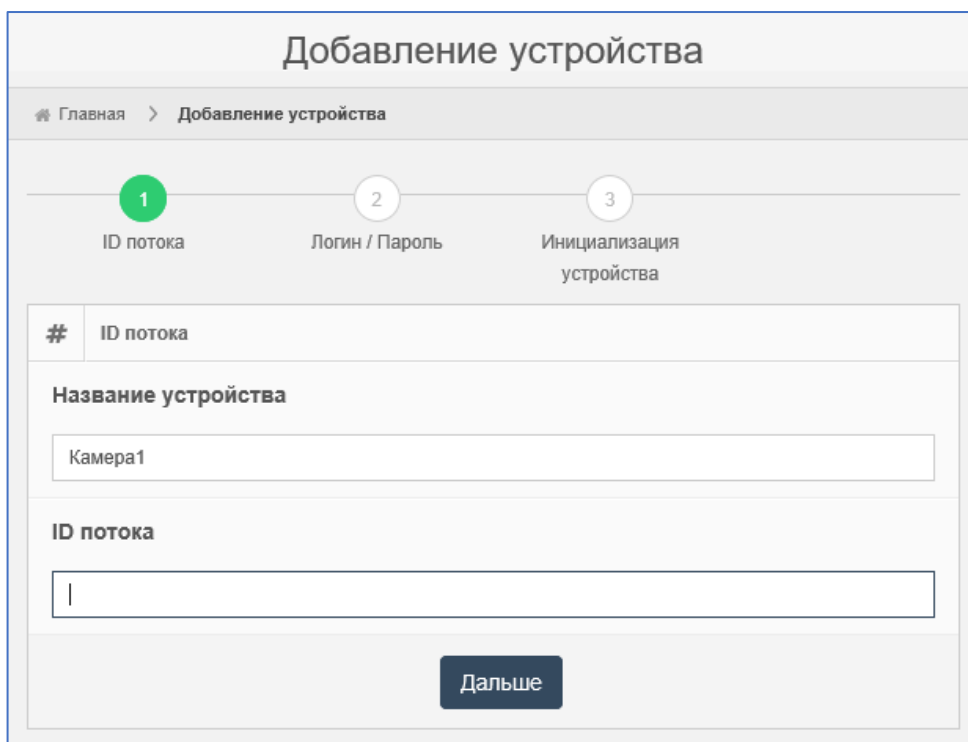 Добавление устройства
Главная > Добавление устройства
1 2 3
ID потока Логин / Пароль Инициализация
устройства
# ID потока
Название устройства
Камера1
ID потока
Дальше